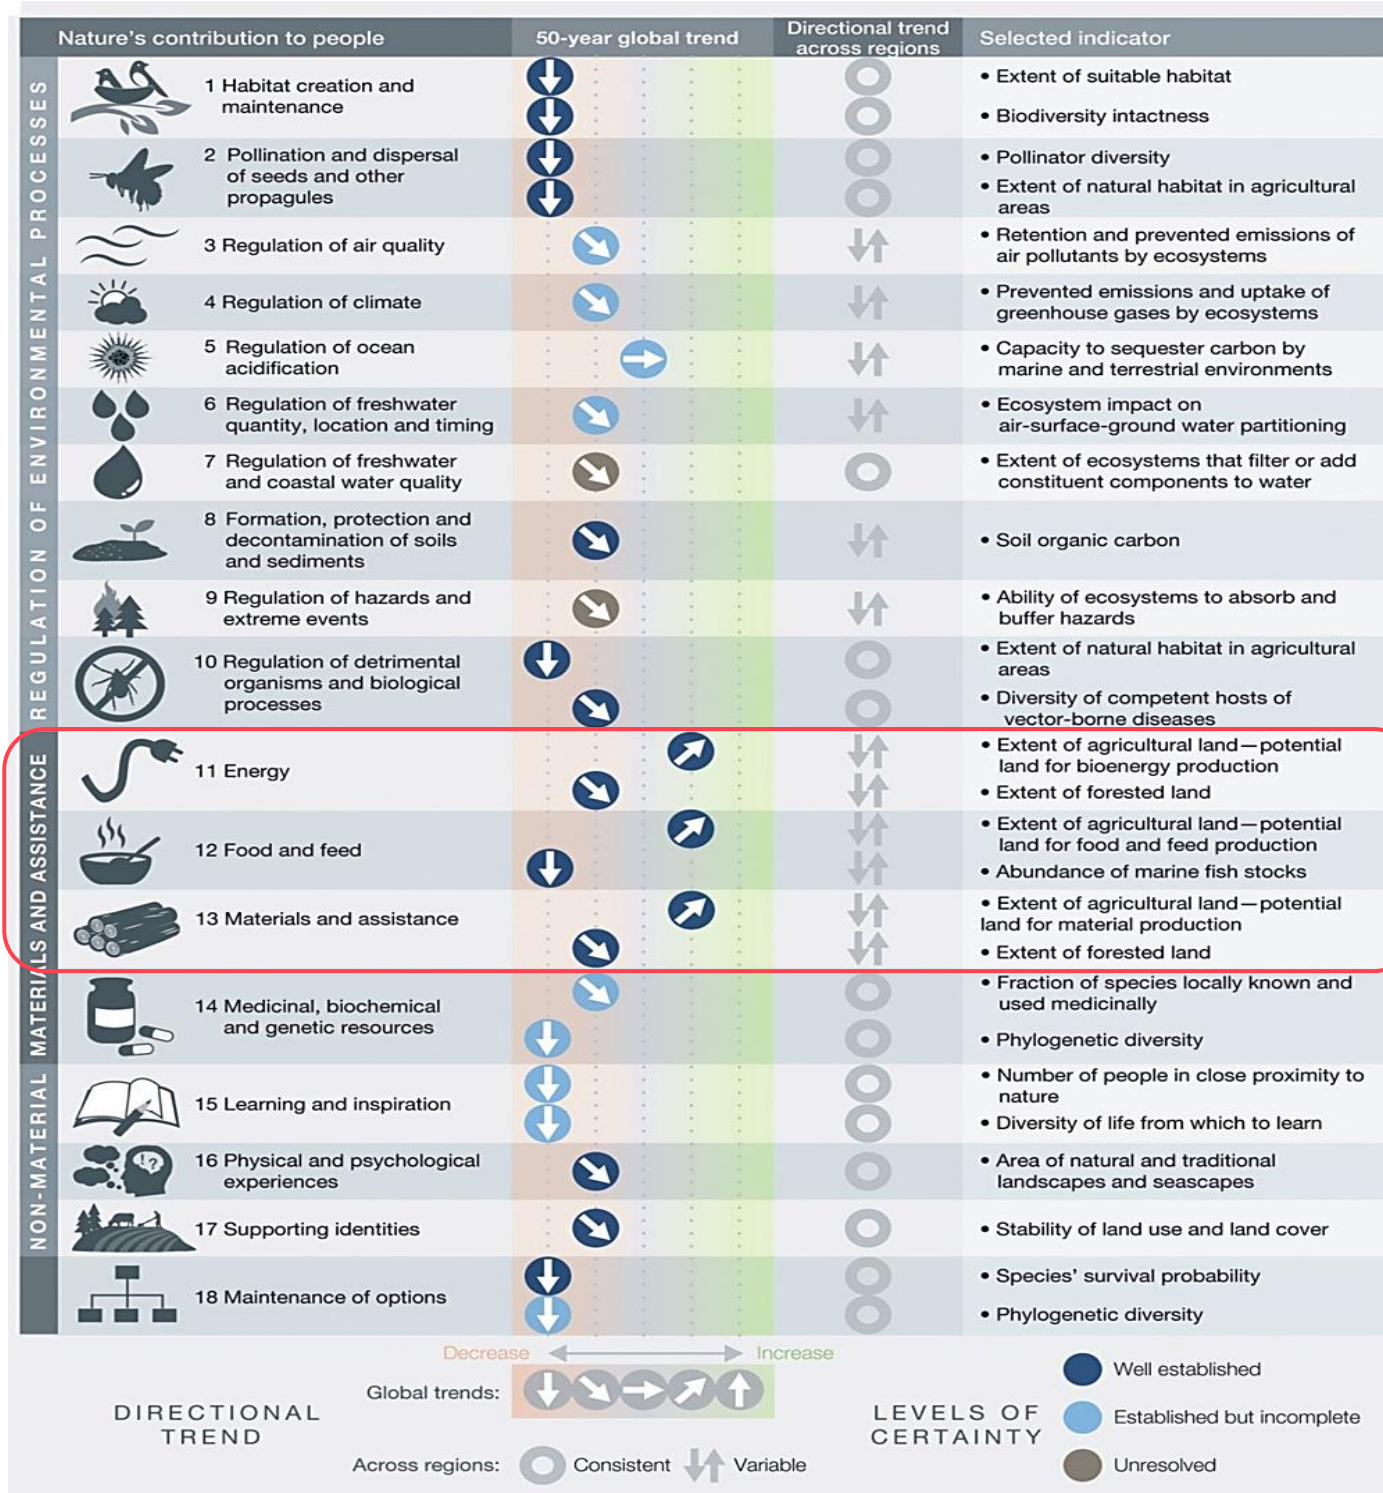 Nature's contribution to people
50-year global trend
Directional trend
across regions
Selected indicator
REGULATION OF ENVIRONMENTAL PROCESSES
1 Habitat creation and
maintenance
• Extent of suitable habitat
• Biodiversity intactness
2 Pollination and dispersal
of seeds and other
propagules
• Pollinator diversity
• Extent of natural habitat in agricultural
areas
3 Regulation of air quality
• Retention and prevented emissions of
air pollutants by ecosystems
4 Regulation of climate
• Prevented emissions and uptake of
greenhouse gases by ecosystems
5 Regulation of ocean
acidification
• Capacity to sequester carbon by
marine and terrestrial environments
6 Regulation of freshwater
quantity, location and timing
• Ecosystem impact on
air-surface-ground water partitioning
7 Regulation of freshwater
and coastal water quality
• Extent of ecosystems that filter or add
constituent components to water
8 Formation, protection and
decontamination of soils
and sediments
• Soil organic carbon
9 Regulation of hazards and
extreme events
• Ability of ecosystems to absorb and
buffer hazards
10 Regulation of detrimental
organisms and biological
processes
• Extent of natural habitat in agricultural
areas
• Diversity of competent hosts of
vector-borne diseases
MATERIALS AND ASSISTANCE
11 Energy
• Extent of agricultural land—potential
land for bioenergy production
• Extent of forested land
12 Food and feed
• Extent of agricultural land—potential
land for food and feed production
• Abundance of marine fish stocks
13 Materials and assistance
• Extent of agricultural land—potential
land for material production
• Extent of forested land
14 Medicinal, biochemical
and genetic resources
• Fraction of species locally known and
used medicinally
• Phylogenetic diversity
NON-MATERIAL
15 Learning and inspiration
• Number of people in close proximity to
nature
• Diversity of life from which to learn
!?
16 Physical and psychological
experiences
• Area of natural and traditional
landscapes and seascapes
17 Supporting identities
• Stability of land use and land cover
18 Maintenance of options
• Species' survival probability
• Phylogenetic diversity
Decrease
Increase
DIRECTIONAL
TREND
Global trends:
Across regions:
Consistent
Variable
LEVELS OF
CERTAINTY
Well established
Established but incomplete
Unresolved